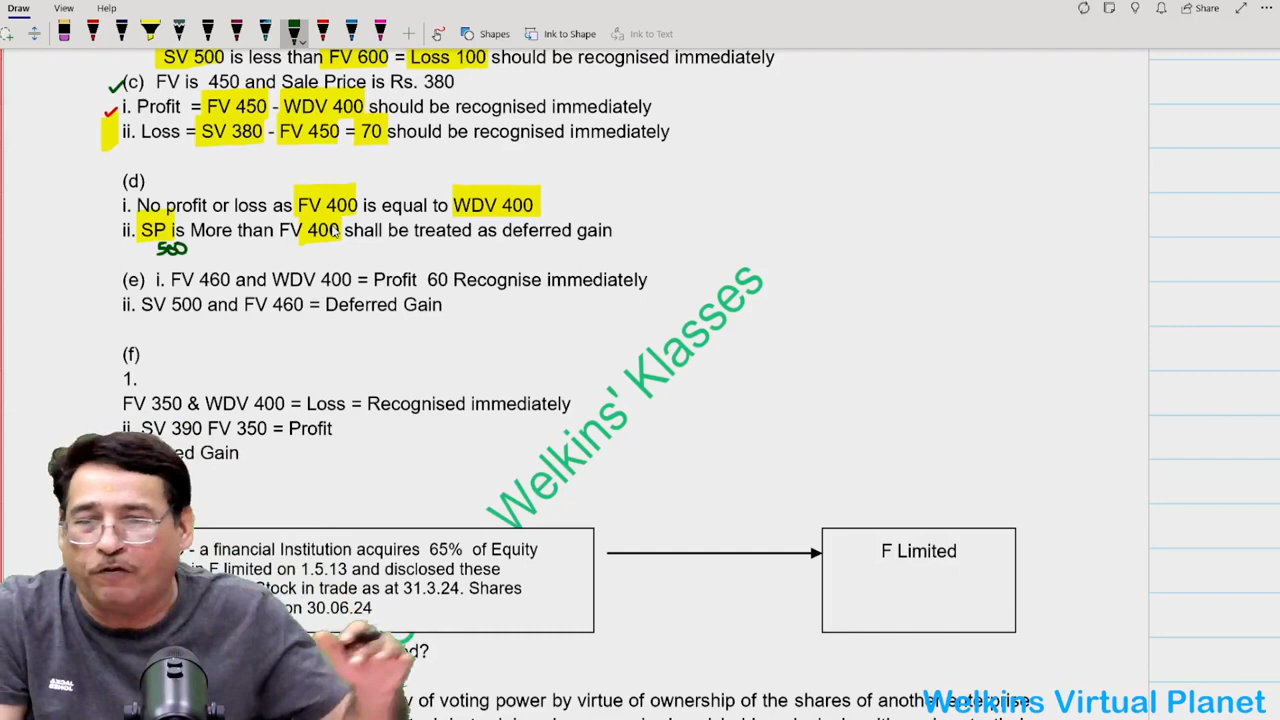 Draw View Help
Shapes Ink to Shape Ink to Text Share
SV 500 is less than FV 600 = Loss 100 should be recognised immediately
(c) FV is 450 and Sale Price is Rs. 380
i. Profit = FV 450 - WDV 400 should be recognised immediately
ii. Loss = SV 380 - FV 450 = 70 should be recognised immediately
(d)
i. No profit or loss as FV 400 is equal to WDV 400
ii. SP is More than FV 400 shall be treated as deferred gain
500
(e) i. FV 460 and WDV 400 = Profit 60 Recognise immediately
ii. SV 500 and FV 460 = Deferred Gain
(f)
1.
FV 350 & WDV 400 = Loss = Recognised immediately
ii. SV 390 FV 350 = Profit
Gain
Welkins' Klasses
- a financial Institution acquires 65% of Equity
F limited on 1.5.13 and disclosed these
Stock in trade as at 31.3.24. Shares
on 30.06.24
F Limited
of voting power by virtue of ownership of the shares of another enterprise
Welkins Virtual Planet